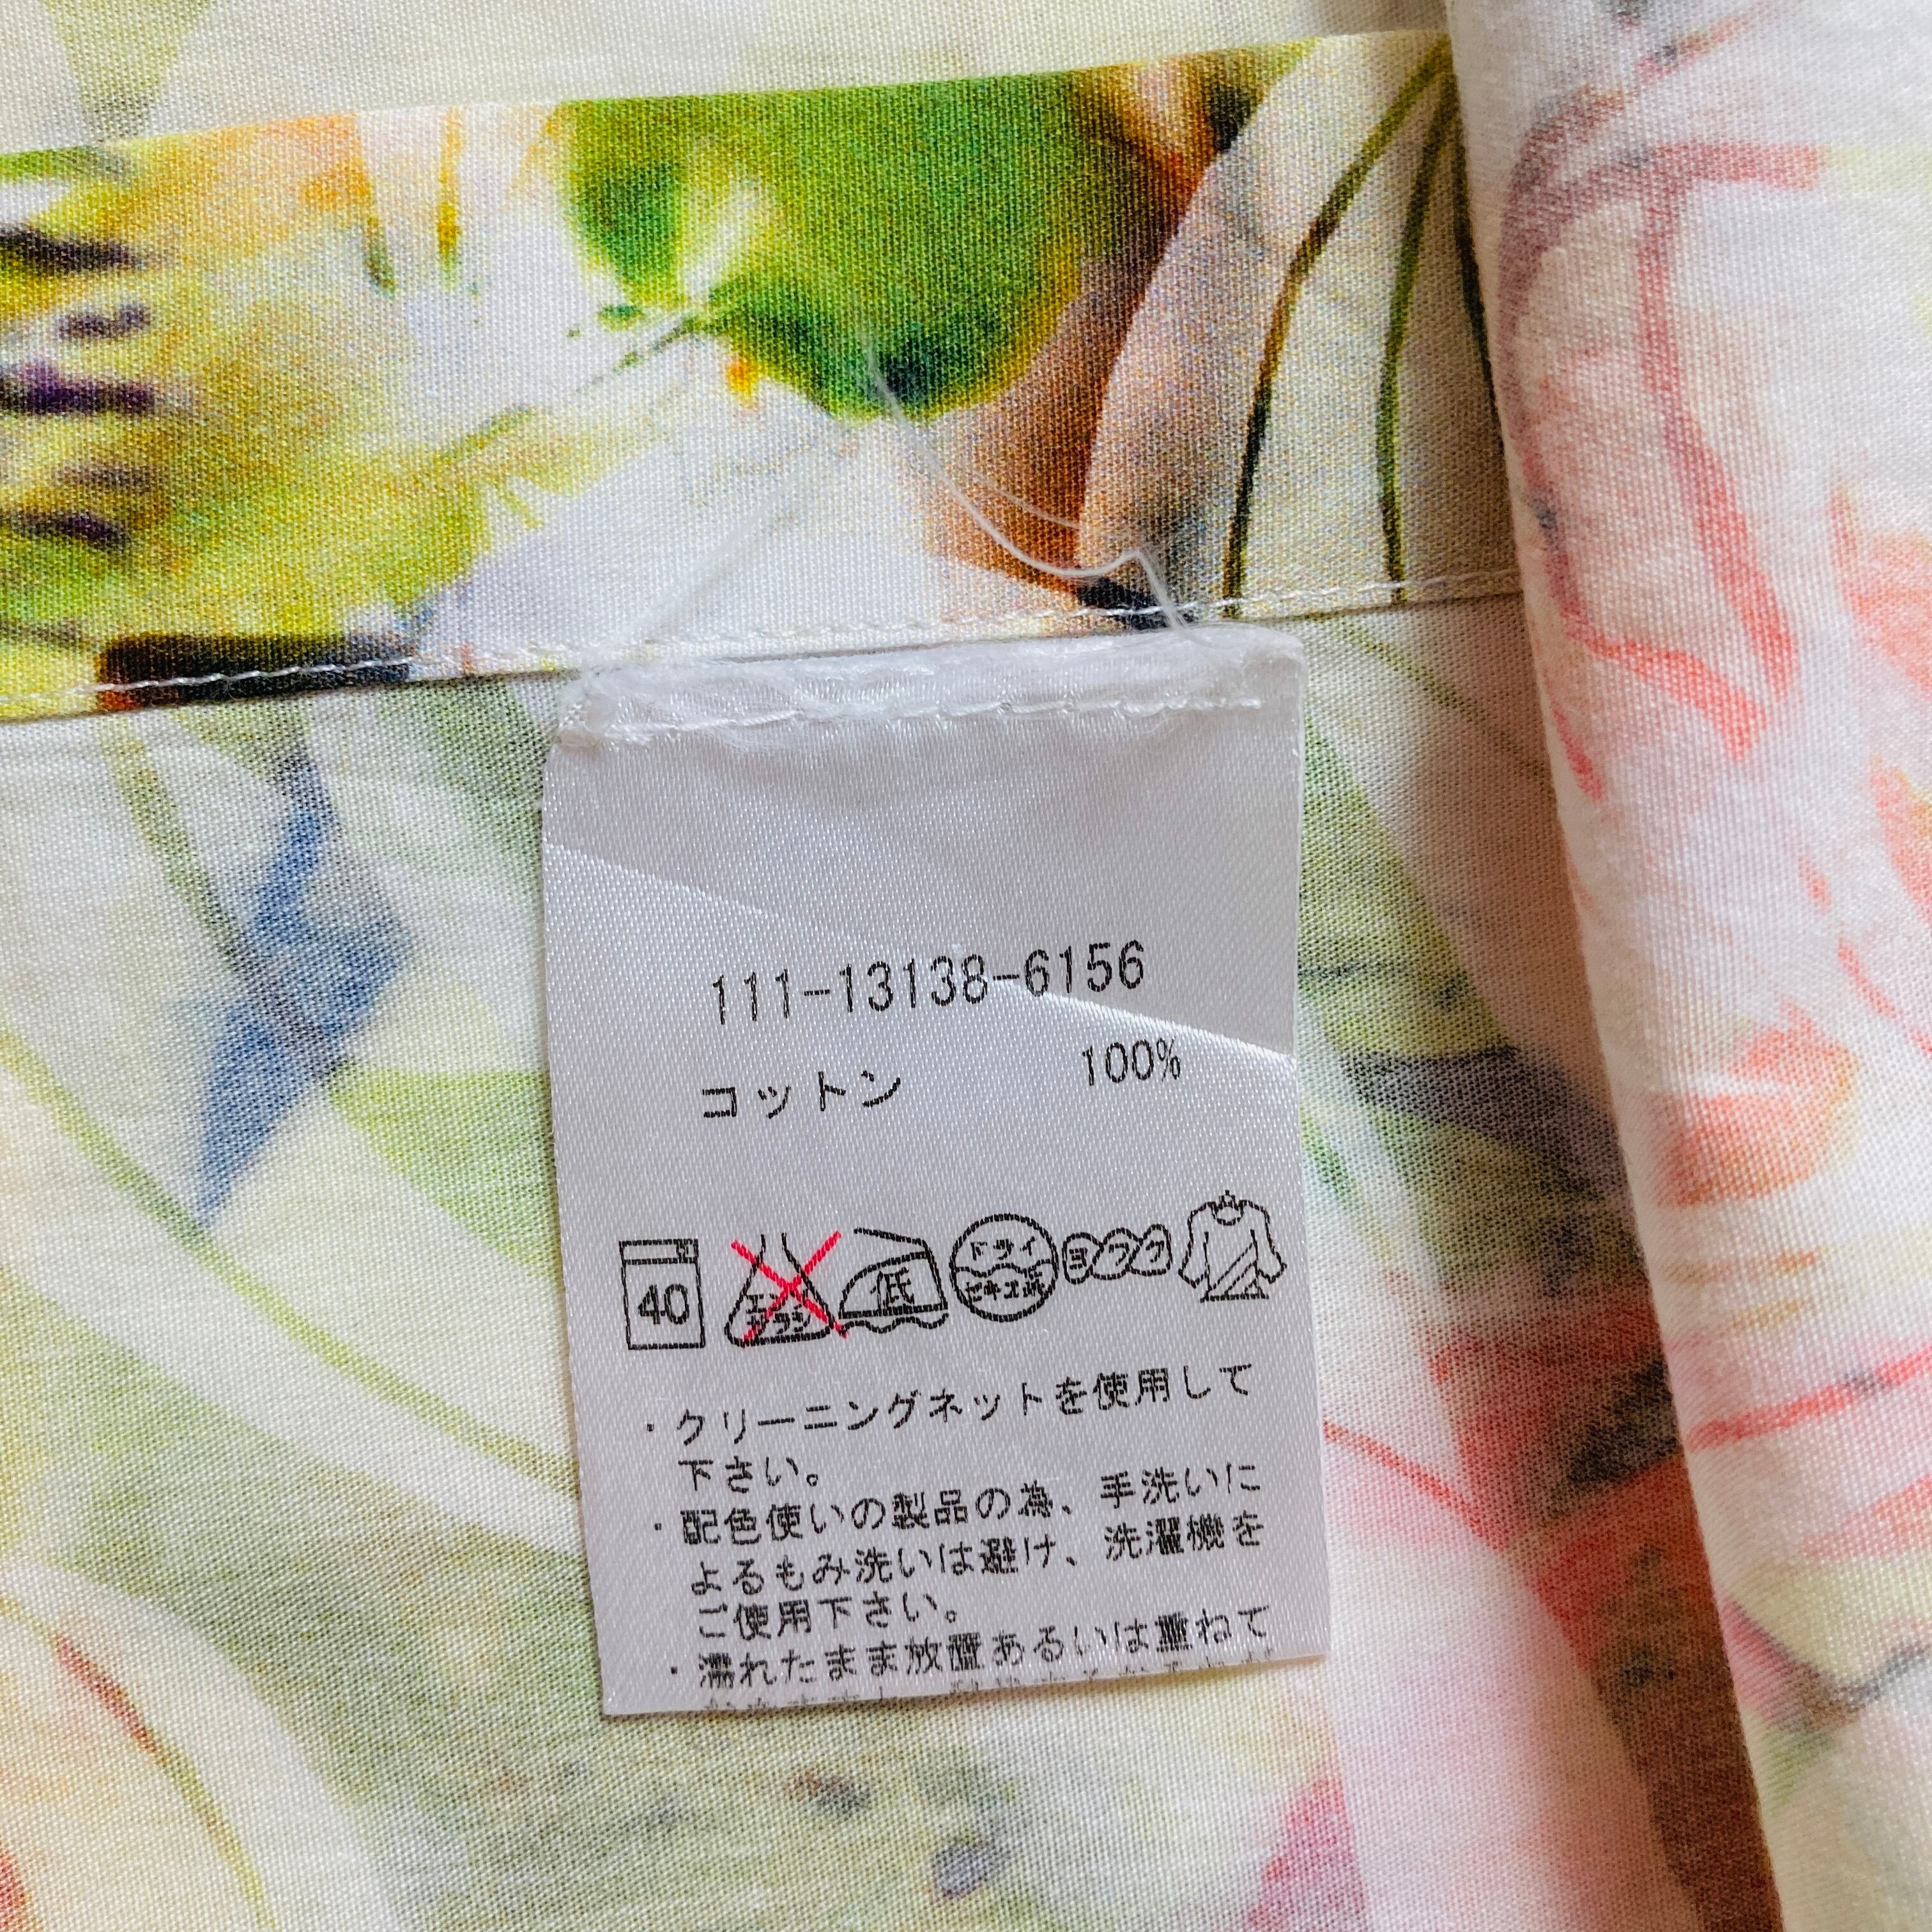 111-13138-6156
コットン 100%
40
エンソ
サラシ
低
ドライ
セキユ系
ヨワク
・クリーニングネットを使用して
下さい。
・配色使いの製品の為、手洗いに
よるもみ洗いは避け、洗濯機を
ご使用下さい。
・濡れたまま放置あるいは重ねて